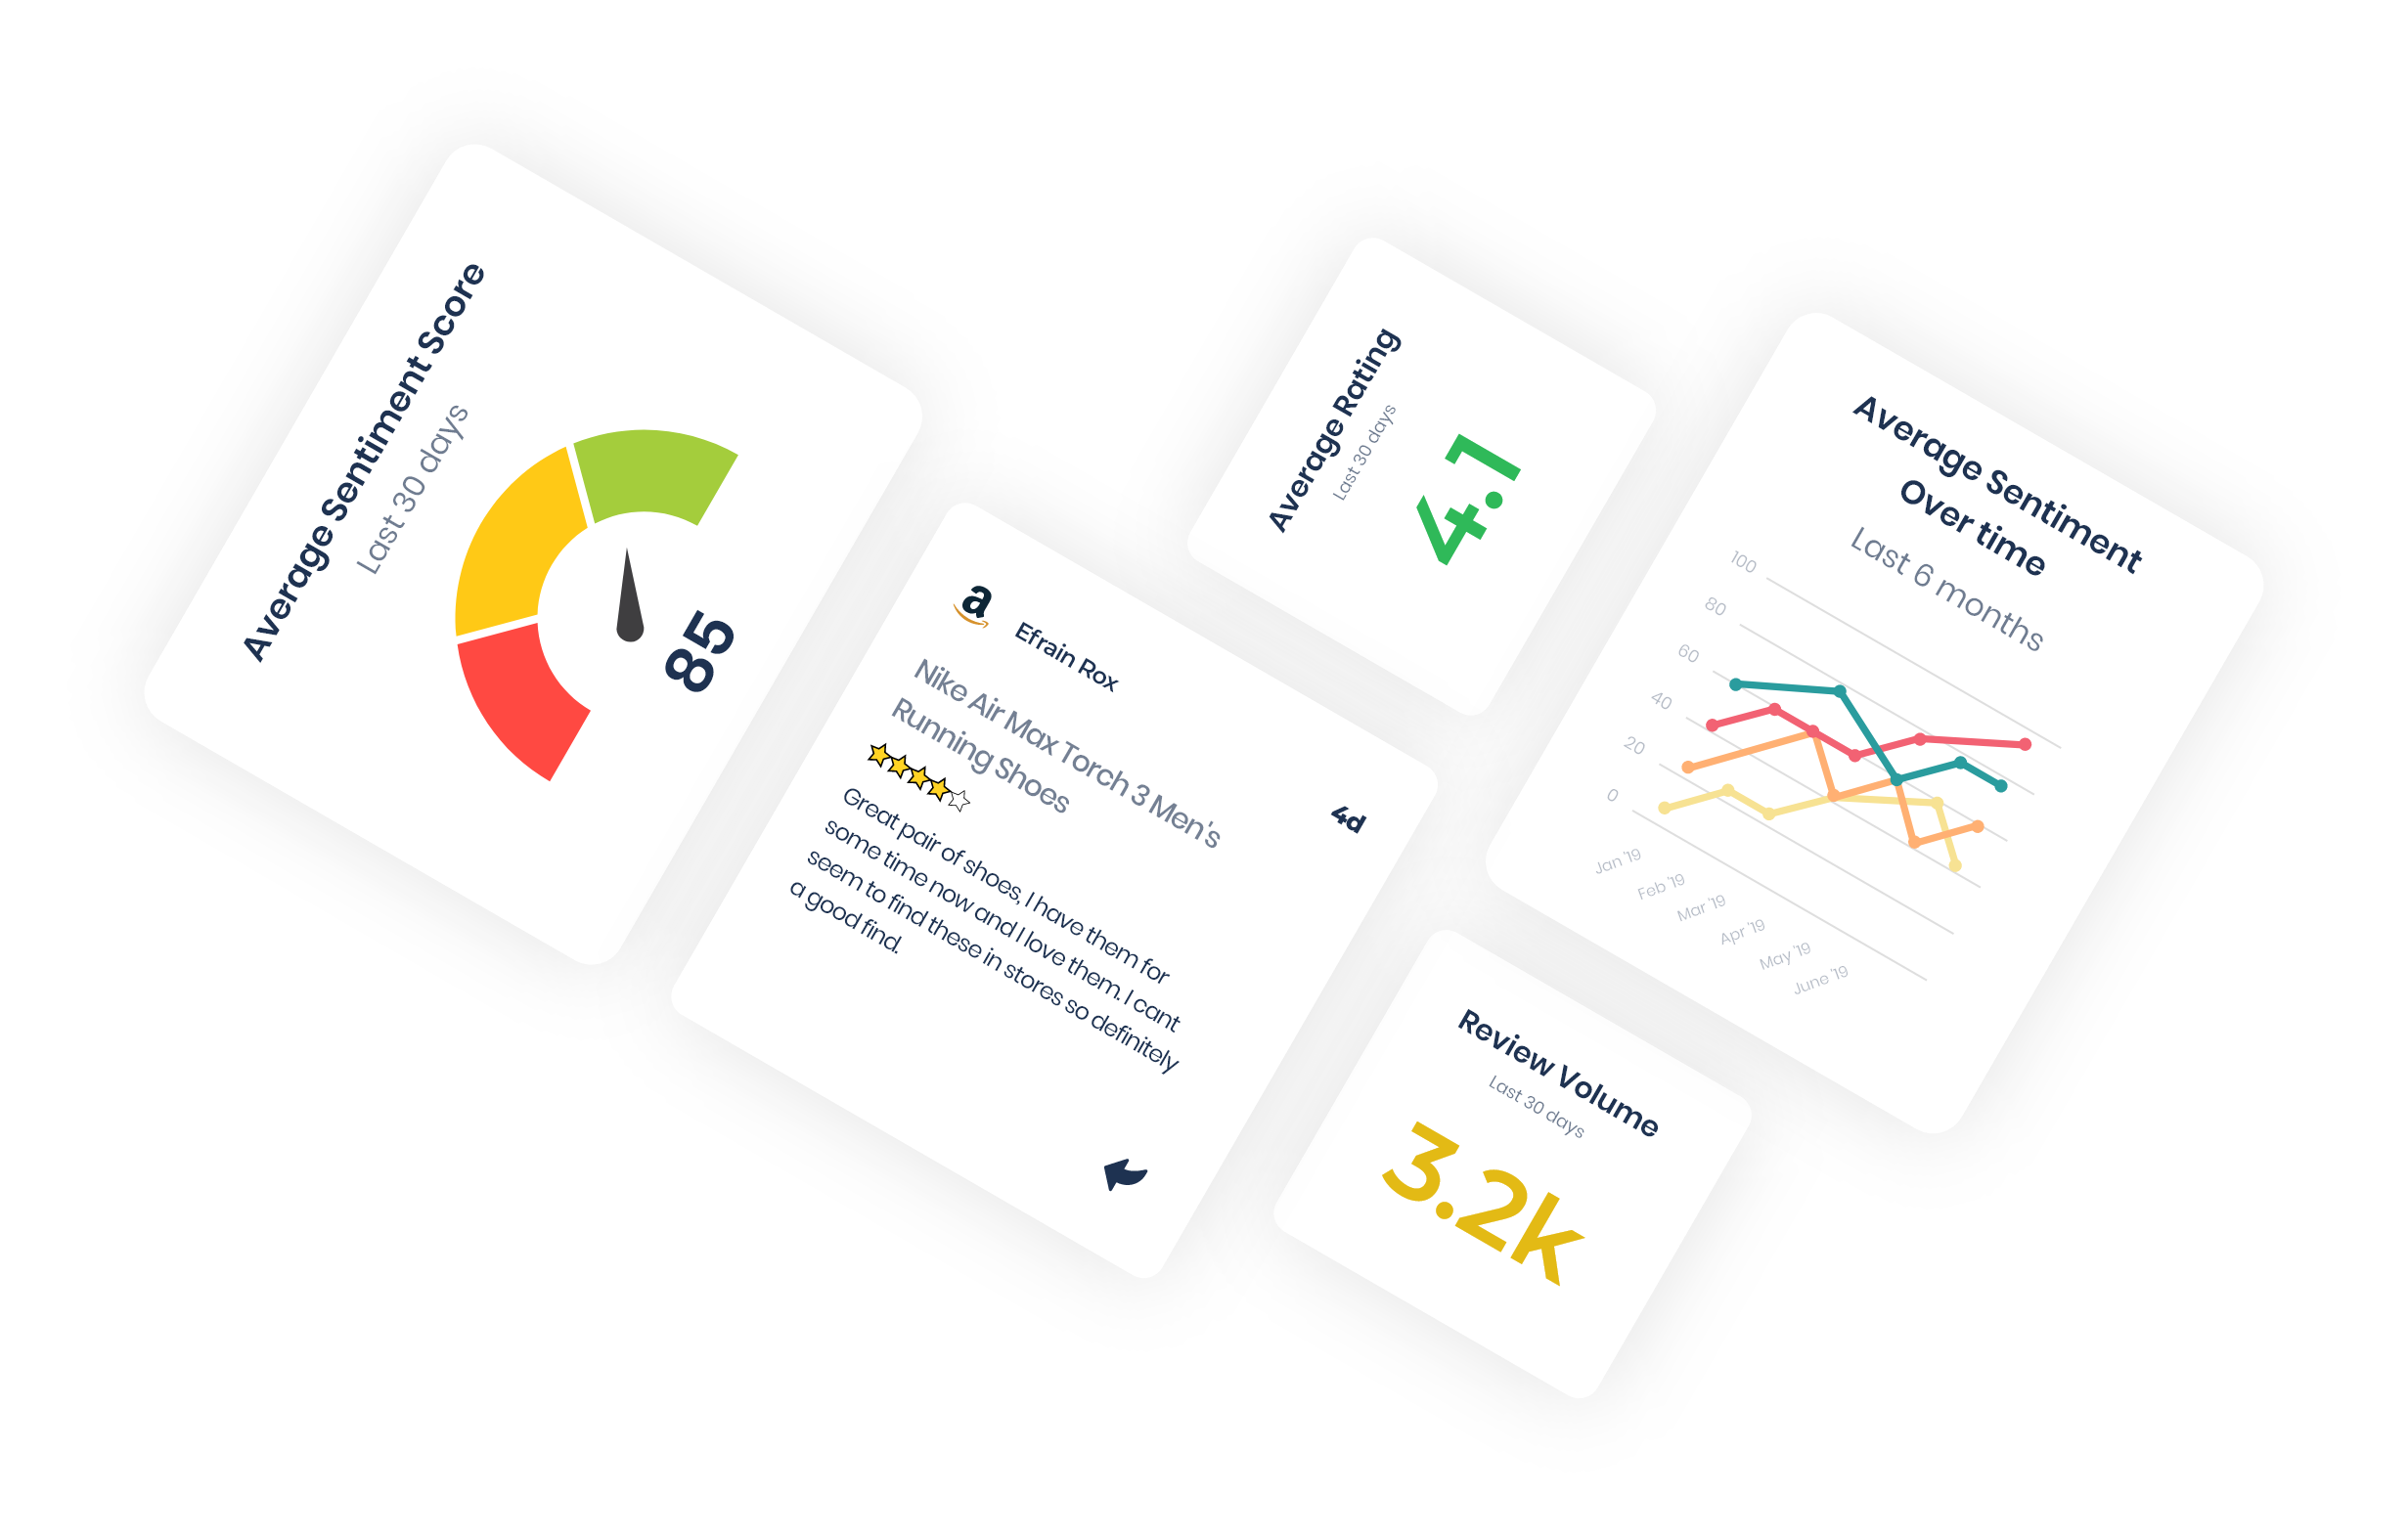 Average Sentiment Score
Last 30 days
85
a
Efrain Rox
Nike Air Max Torch 3 Men's
Running Shoes
4d
Great pair of shoes, I have them for
some time now and I love them. I cant
seem to find these in stores so definitely
a good find.
Average Rating
Last 30 days
4.7
Review Volume
Last 30 days
3.2k
Average Sentiment
Over time
Last 6 months
100
80
60
40
20
0
Jan '19
Feb '19
Mar '19
Apr '19
May '19
June '19